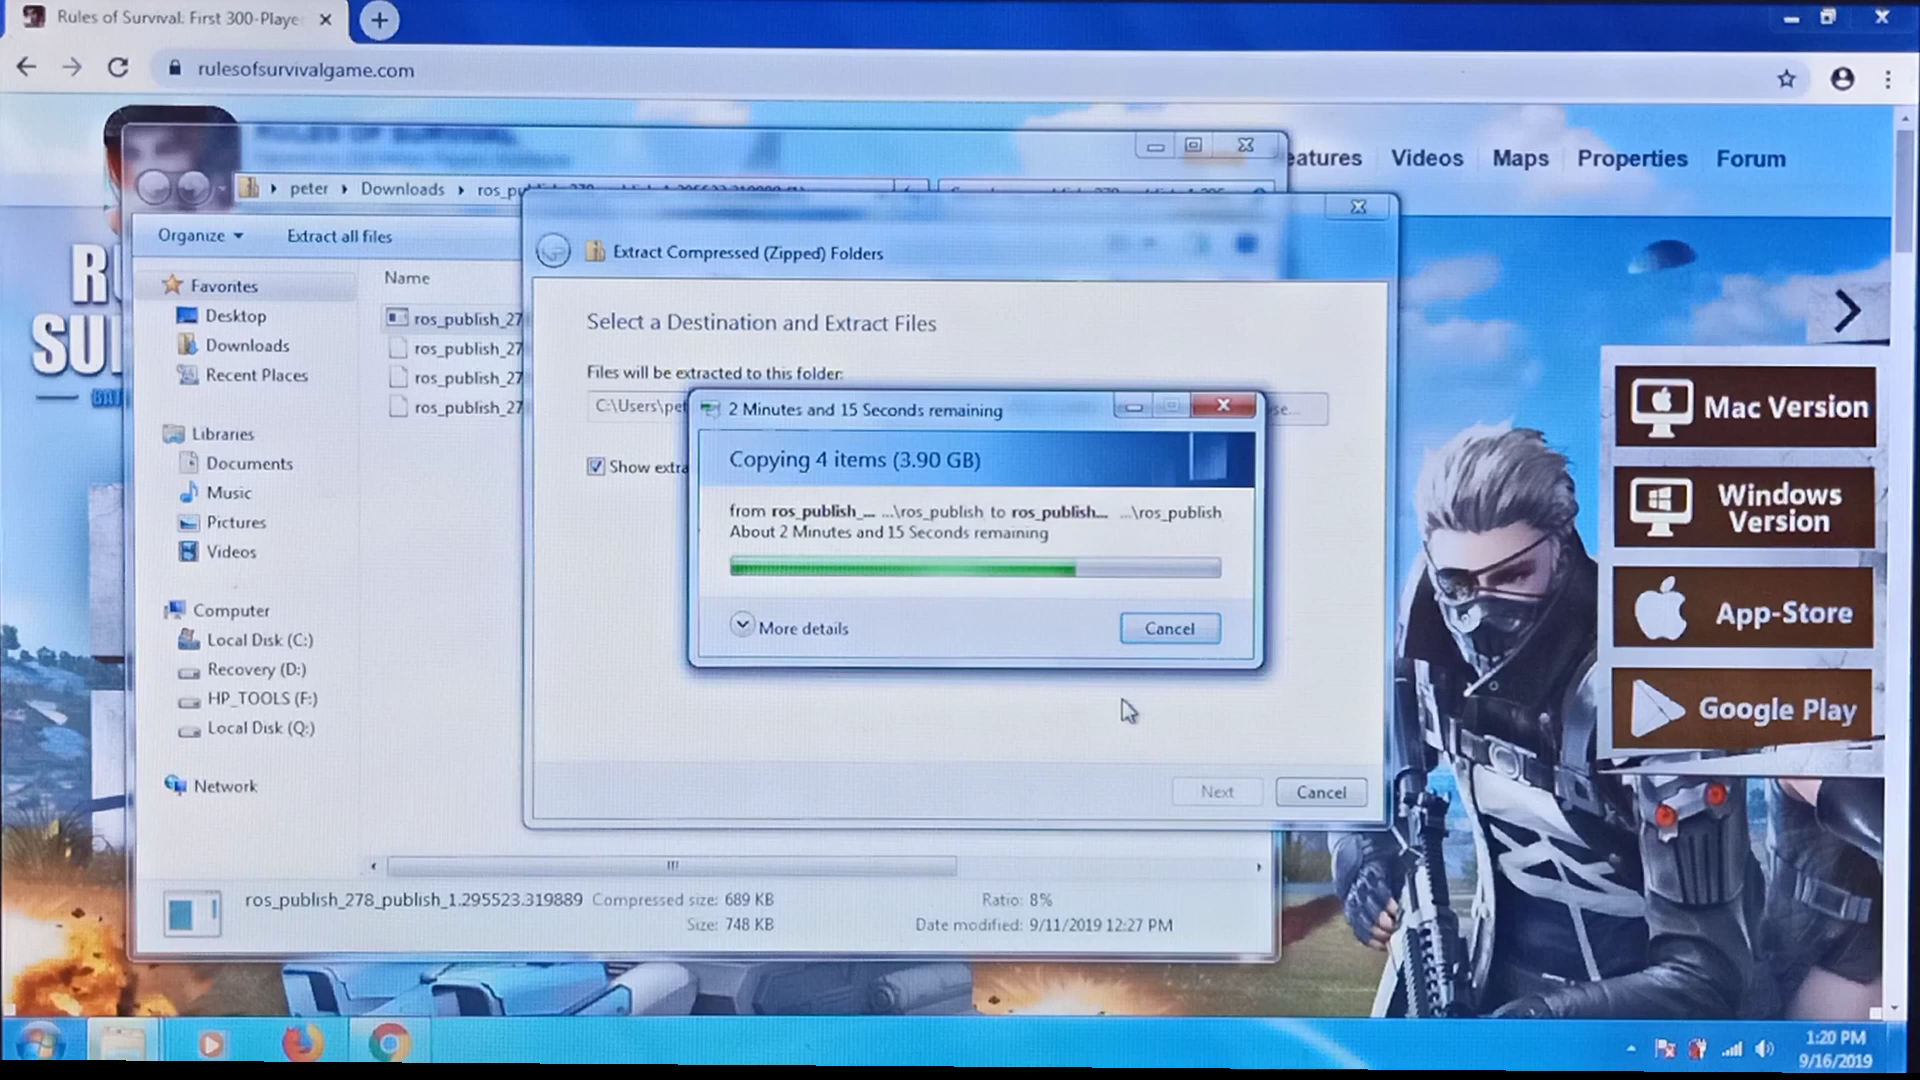 Rules of Survival: First 300-Playe
rulesofsurvivalgame.com
eatures Videos Maps Properties Forum
peter Downloads
Organize Extract all files
Name
Favorites
Desktop
Downloads
Recent Places
Libraries
Documents
Music
Pictures
Videos
Computer
Local Disk (C:)
Recovery (D:)
HP_TOOLS (F:)
Local Disk (Q:)
Network
ros_publish_27
ros_publish_27
ros_publish_27
ros_publish_27
Extract Compressed (Zipped) Folders
Select a Destination and Extract Files
Files will be extracted to this folder:
C:\Users\pet
Show extra
2 Minutes and 15 Seconds remaining
Copying 4 items (3.90 GB)
from ros_publish_... ...\ros_publish to ros_publish... ...\ros_publish
About 2 Minutes and 15 Seconds remaining
More details
Cancel
Next Cancel
Mac Version
Windows
Version
App-Store
Google Play
ros_publish_278_publish_1.295523.319889 Compressed size: 689 KB Ratio: 8%
Size: 748 KB Date modified: 9/11/2019 12:27 PM
1:20 PM
9/16/2019